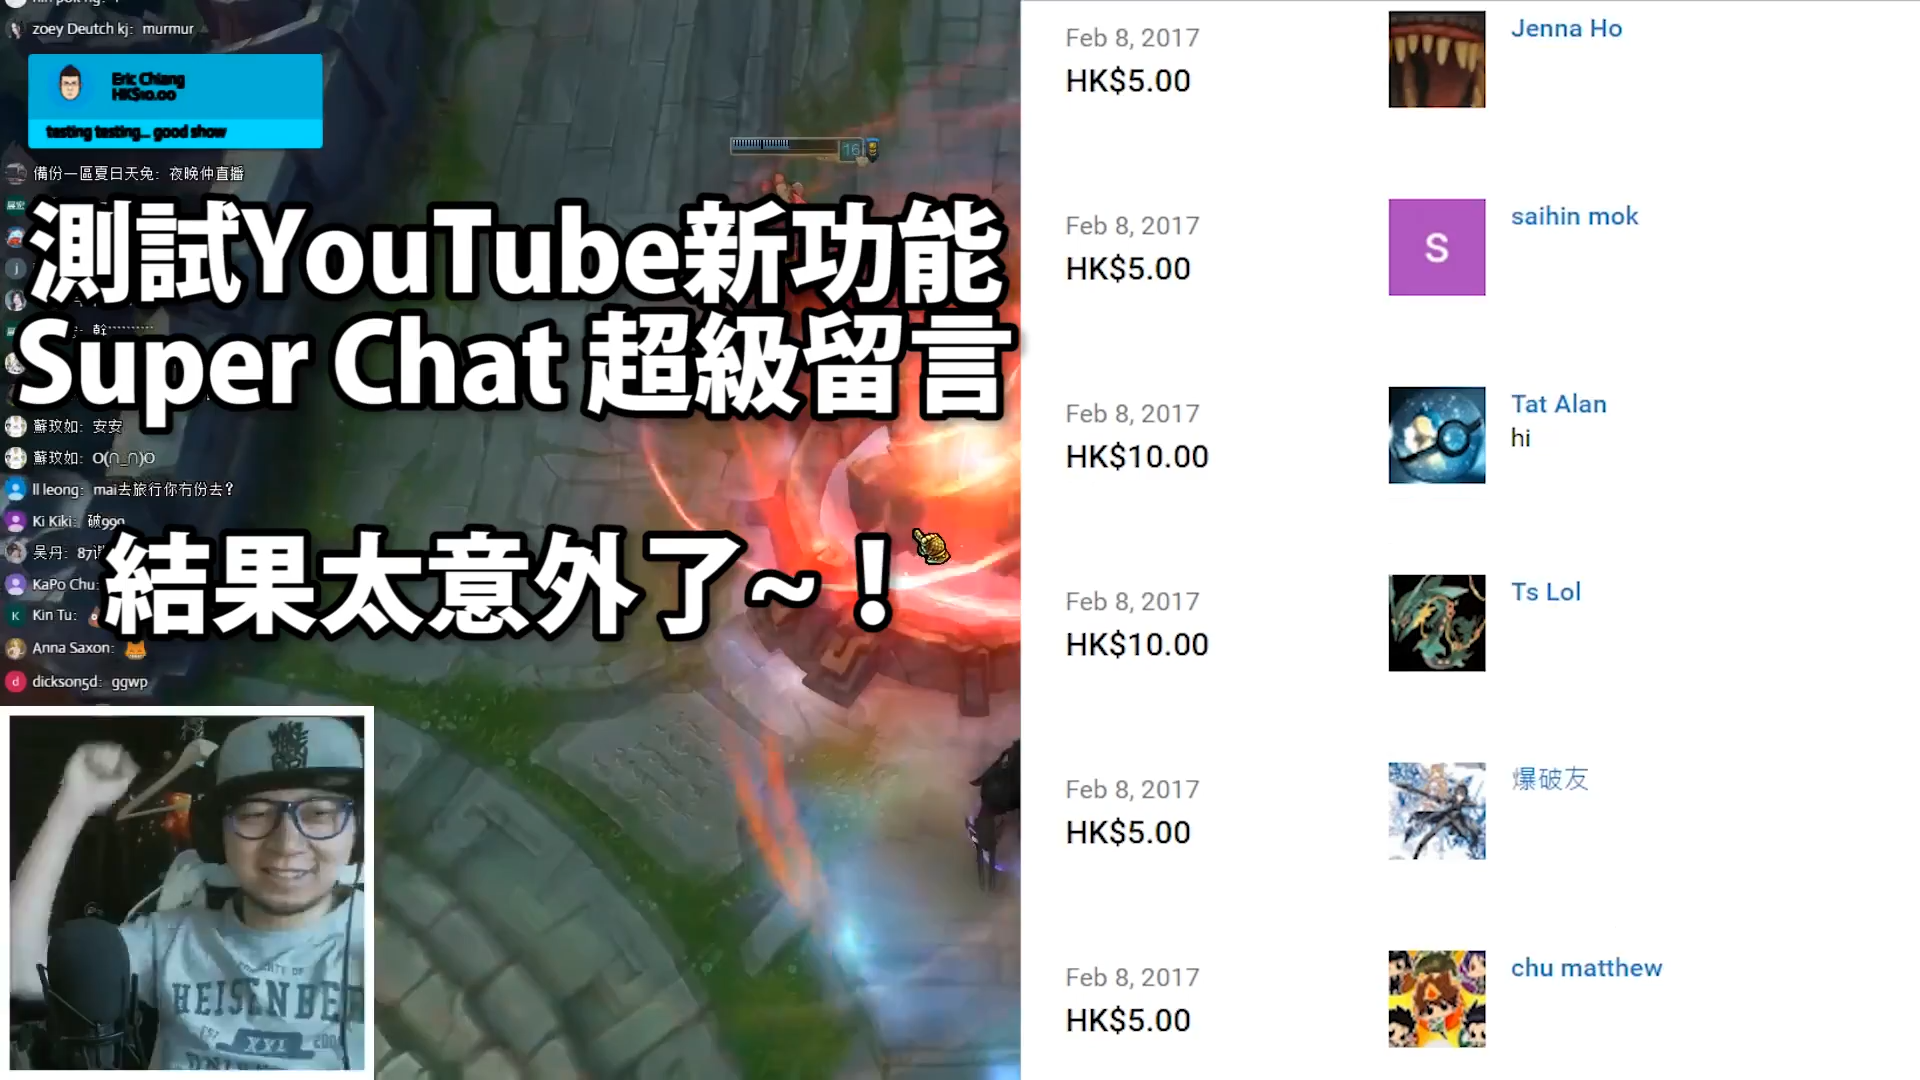 zoey Deutch kj: murmur
Eric Chiang
HK$10.00
testing testing... good show
備份一區夏日天兔: 夜晚仲直播
測試YouTube新功能
Super Chat 超級留言
蘇玟如: 安安
蘇玟如: O(∩_∩)O
ll leong: mai去旅行你冇份去?
Ki Kiki: 破999
吴丹: 87
結果太意外了~！
KaPo Chu:
Kin Tu:
Anna Saxon:
dickson5d: ggwp
16
HEISENBE
XXI
Feb 8, 2017
HK$5.00
Jenna Ho
Feb 8, 2017
HK$5.00
S
saihin mok
Feb 8, 2017
HK$10.00
Tat Alan
hi
Feb 8, 2017
HK$10.00
Ts Lol
Feb 8, 2017
HK$5.00
爆破友
Feb 8, 2017
HK$5.00
chu matthew